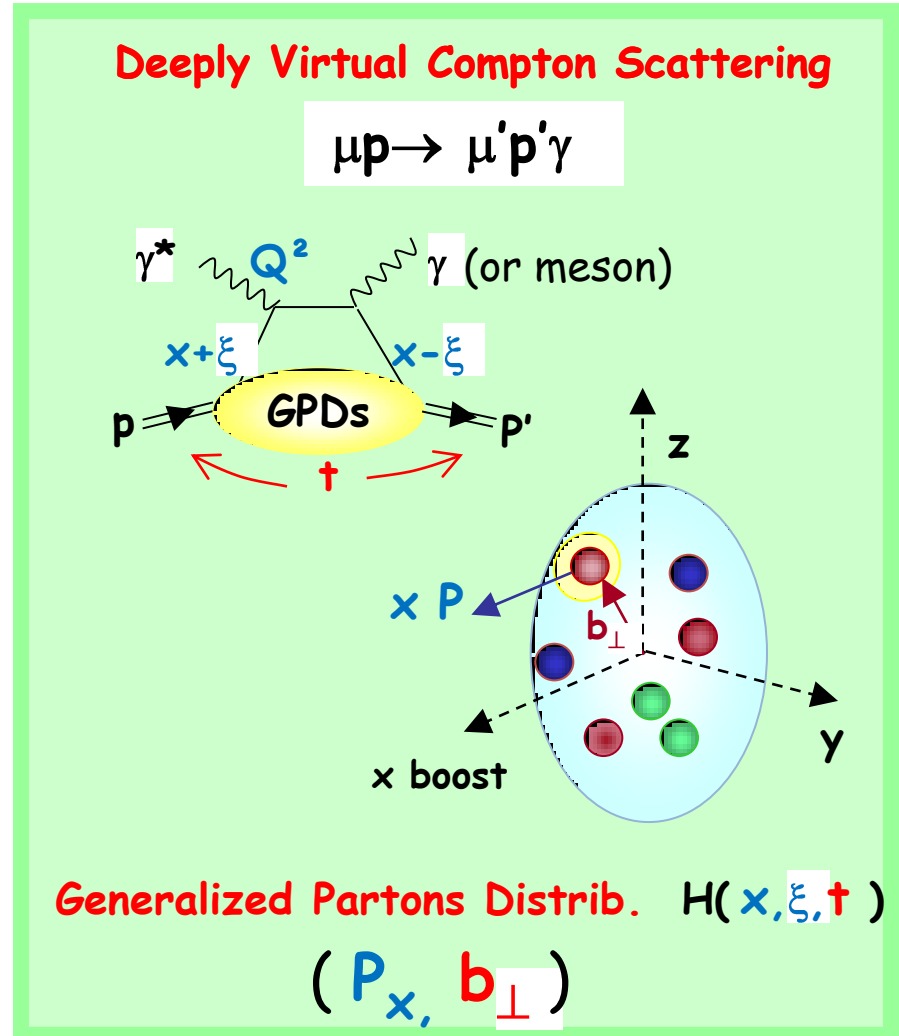 Deeply Virtual Compton Scattering
μp→ μ′p′γ
γ* Q² γ (or meson)
x+ξ x-ξ
p GPDs p′
t
z
x P
b⊥
y
x boost
Generalized Partons Distrib. H( x,ξ,t )
( Px, b⊥ )